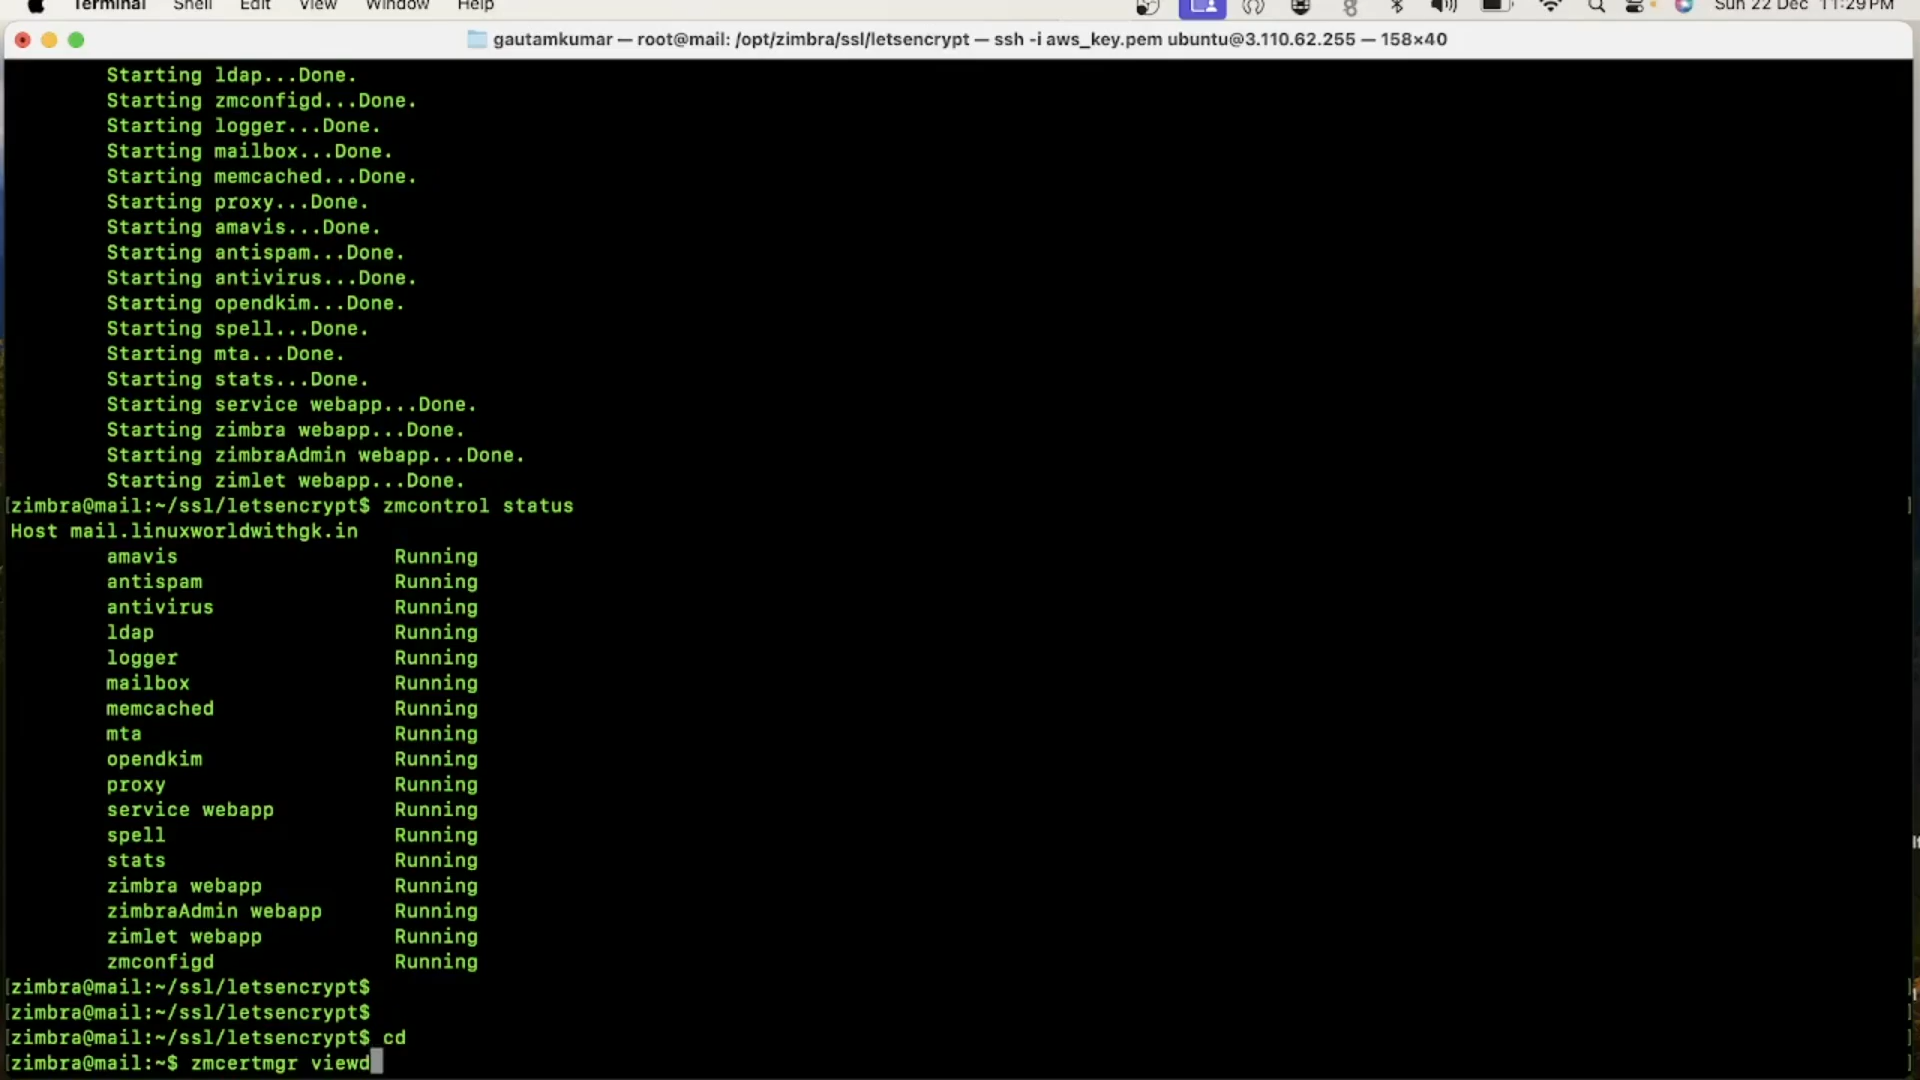 Terminal Shell Edit View Window Help Sun 22 Dec 11:29 PM
gautamkumar — root@mail: /opt/zimbra/ssl/letsencrypt — ssh -i aws_key.pem ubuntu@3.110.62.255 — 158×40
Starting ldap...Done.
Starting zmconfigd...Done.
Starting logger...Done.
Starting mailbox...Done.
Starting memcached...Done.
Starting proxy...Done.
Starting amavis...Done.
Starting antispam...Done.
Starting antivirus...Done.
Starting opendkim...Done.
Starting spell...Done.
Starting mta...Done.
Starting stats...Done.
Starting service webapp...Done.
Starting zimbra webapp...Done.
Starting zimbraAdmin webapp...Done.
Starting zimlet webapp...Done.
[zimbra@mail:~/ssl/letsencrypt$ zmcontrol status ]
Host mail.linuxworldwithgk.in
amavis Running
antispam Running
antivirus Running
ldap Running
logger Running
mailbox Running
memcached Running
mta Running
opendkim Running
proxy Running
service webapp Running
spell Running
stats Running
zimbra webapp Running
zimbraAdmin webapp Running
zimlet webapp Running
zmconfigd Running
[zimbra@mail:~/ssl/letsencrypt$ ]
[zimbra@mail:~/ssl/letsencrypt$ ]
[zimbra@mail:~/ssl/letsencrypt$ cd ]
[zimbra@mail:~$ zmcertmgr viewd ]